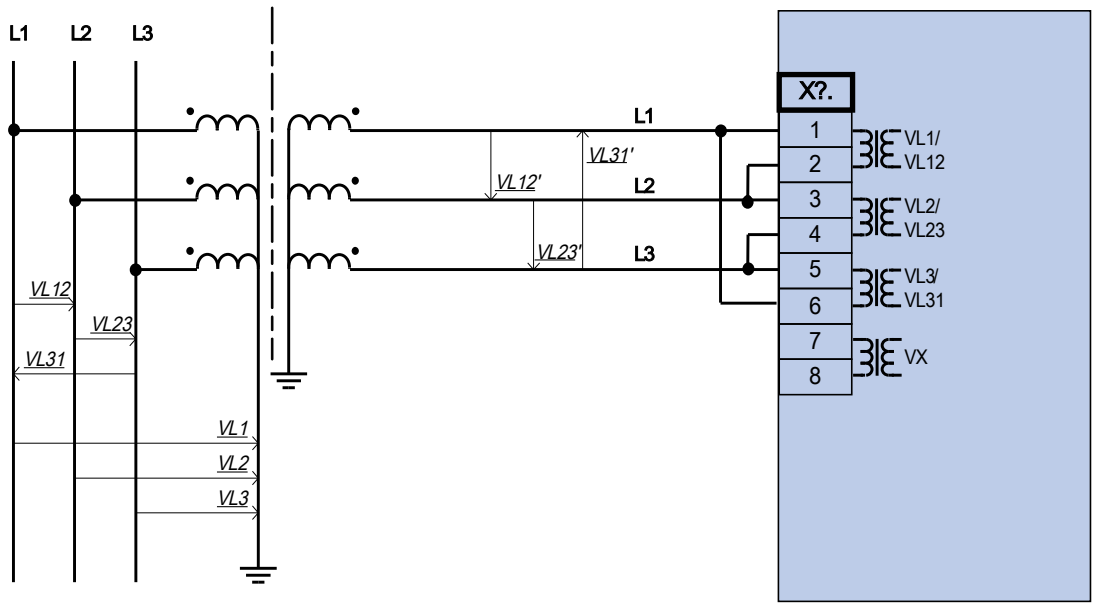 L1 L2 L3
X?.
L1
1
VL1/
VL31'
VL12
2
VL12'
L2
3
VL2/
VL23
4
VL23'
L3
5
VL3/
VL31
VL12
6
VL23
7
VL31
VX
8
VL1
VL2
VL3